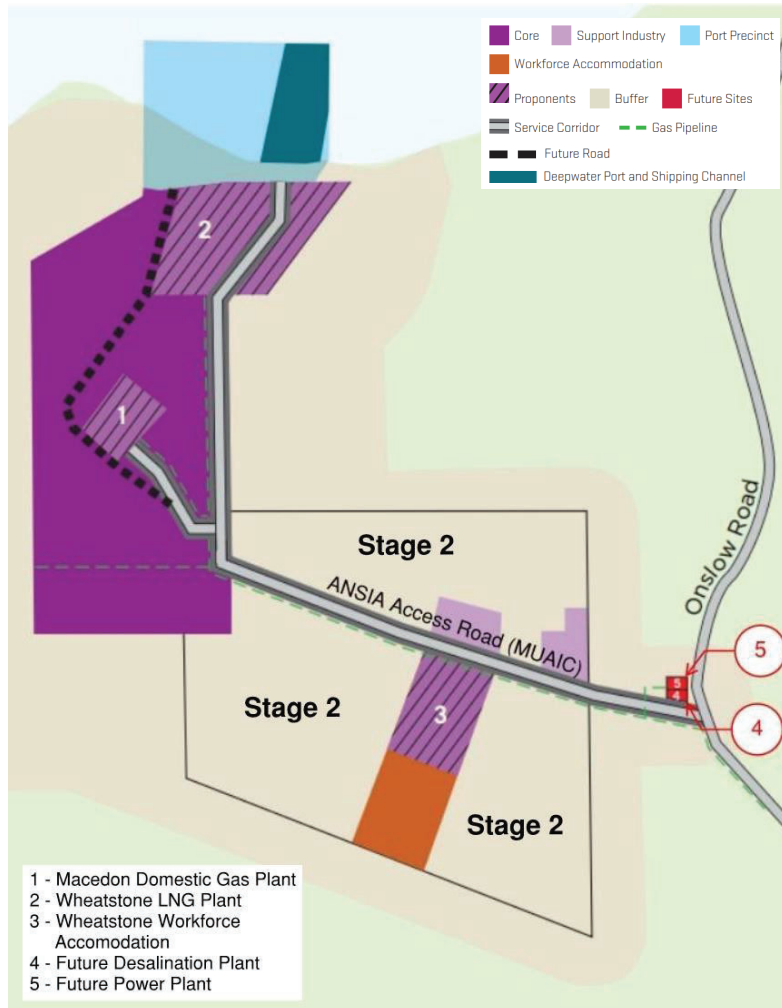 Core Support Industry Port Precinct
Workforce Accommodation
Proponents Buffer Future Sites
Service Corridor Gas Pipeline
Future Road
Deepwater Port and Shipping Channel
2
1
Stage 2
ANSIA Access Road (MUAIC)
Onslow Road
5
5
4
4
Stage 2
3
Stage 2
1 - Macedon Domestic Gas Plant
2 - Wheatstone LNG Plant
3 - Wheatstone Workforce
Accomodation
4 - Future Desalination Plant
5 - Future Power Plant